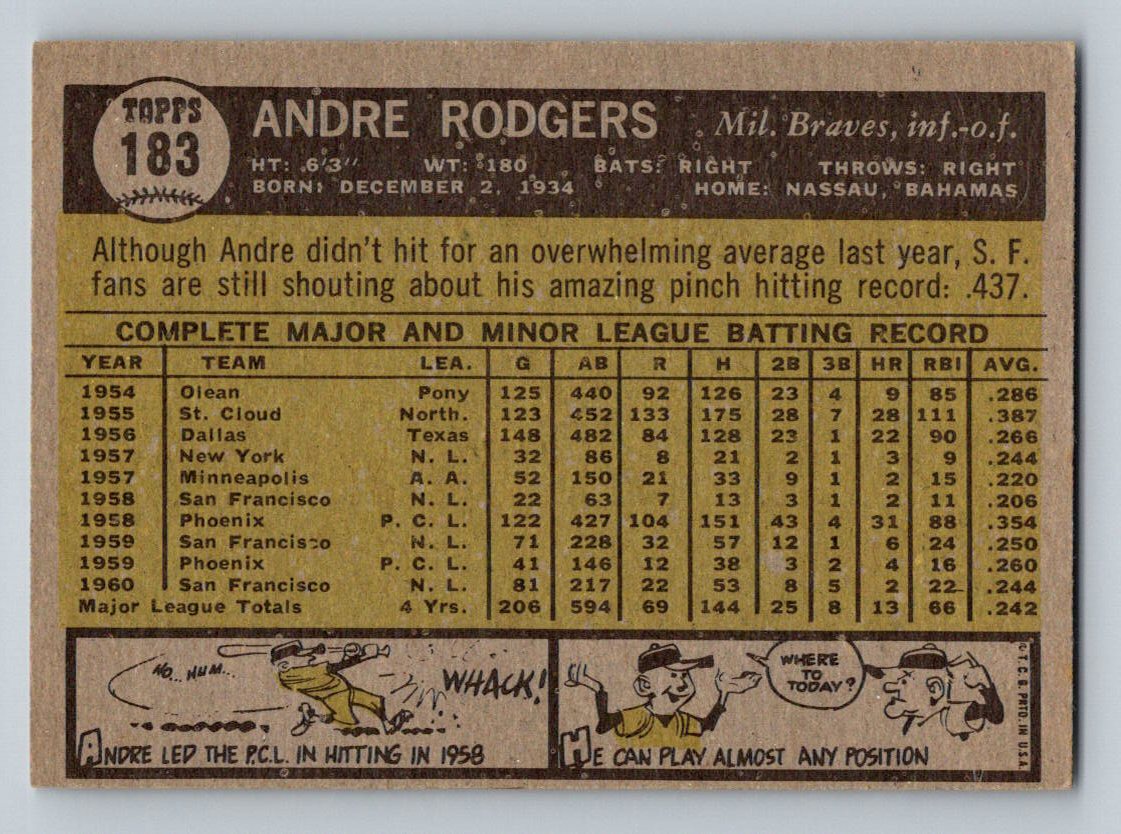 TOPPS
183
ANDRE RODGERS Mil. Braves, inf.-o.f.
HT: 6'3" WT: 180 BATS: RIGHT THROWS: RIGHT
BORN: DECEMBER 2, 1934 HOME: NASSAU, BAHAMAS
Although Andre didn't hit for an overwhelming average last year, S. F.
fans are still shouting about his amazing pinch hitting record: .437.
COMPLETE MAJOR AND MINOR LEAGUE BATTING RECORD
YEAR TEAM LEA. G AB R H 2B 3B HR RBI AVG.
1954 Olean Pony 125 440 92 126 23 4 9 85 .286
1955 St. Cloud North. 123 452 133 175 28 7 28 111 .387
1956 Dallas Texas 148 482 84 128 23 1 22 90 .266
1957 New York N. L. 32 86 8 21 2 1 3 9 .244
1957 Minneapolis A. A. 52 150 21 33 9 1 2 15 .220
1958 San Francisco N. L. 22 63 7 13 3 1 2 11 .206
1958 Phoenix P. C. L. 122 427 104 151 43 4 31 88 .354
1959 San Francisco N. L. 71 228 32 57 12 1 6 24 .250
1959 Phoenix P. C. L. 41 146 12 38 3 2 4 16 .260
1960 San Francisco N. L. 81 217 22 53 8 5 2 22 .244
Major League Totals 4 Yrs. 206 594 69 144 25 8 13 66 .242
HO.. HUM...
WHACK!
ANDRE LED THE P.C.L. IN HITTING IN 1958
WHERE
TO
TODAY?
HE CAN PLAY ALMOST ANY POSITION
© T. C. G. PRTD. IN U.S.A.